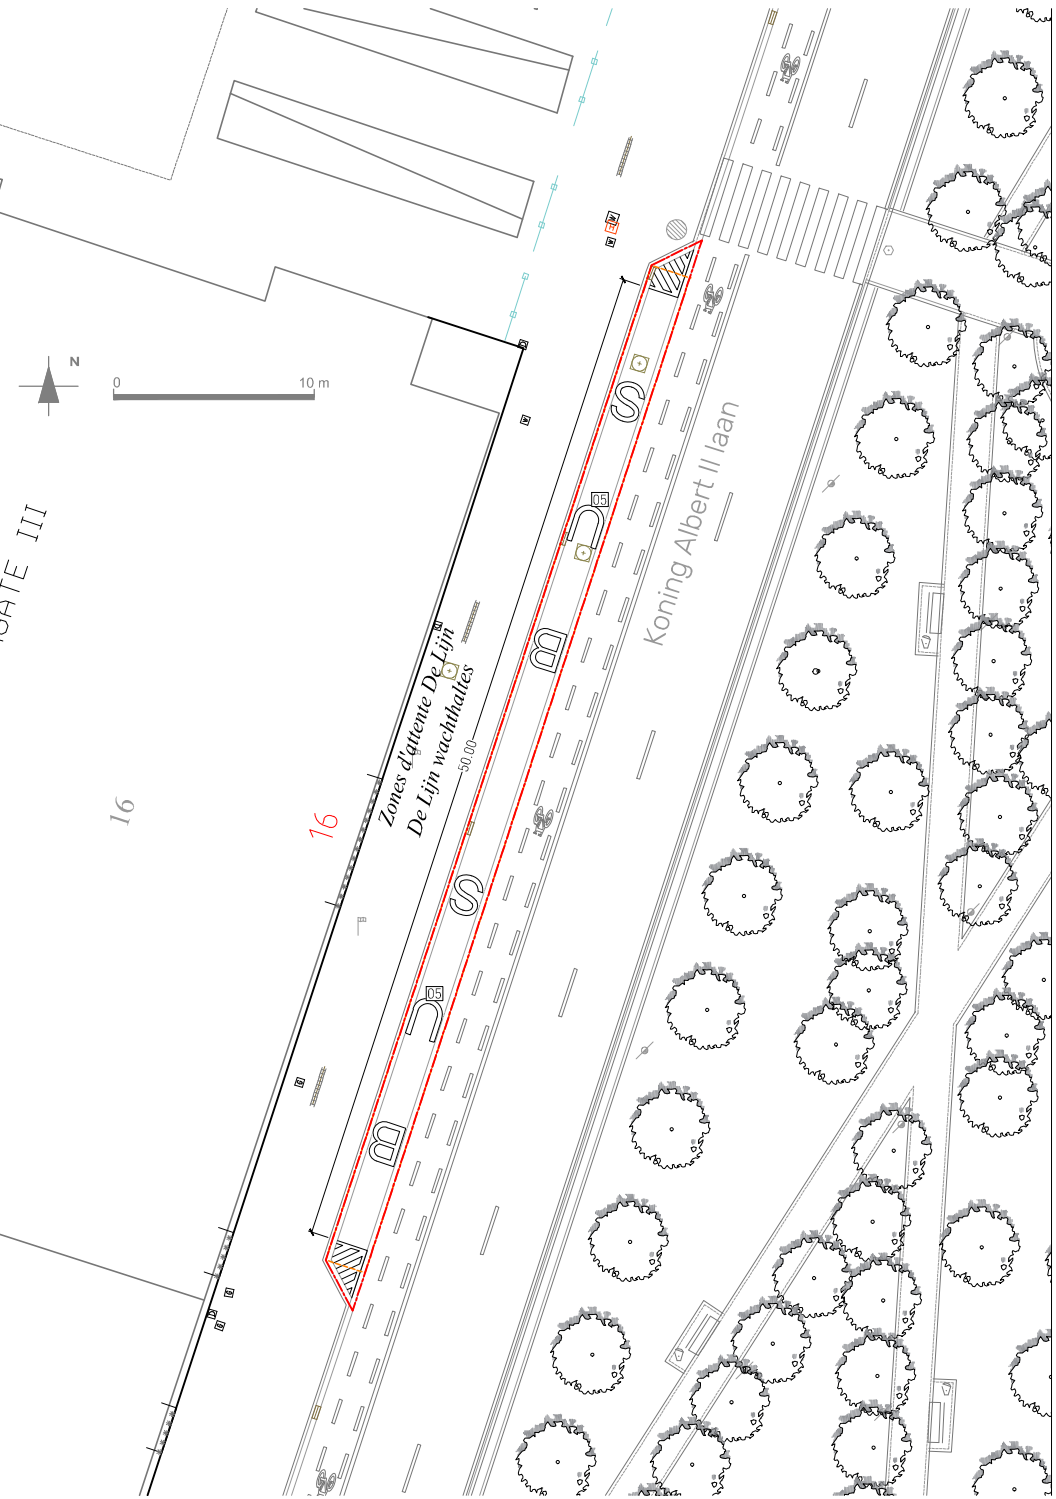 N
0 10 m
GATE III
16
16
Zones d'attente De Lijn
De Lijn wachthaltes
50.00
Koning Albert II laan
05
BUS
05
BUS